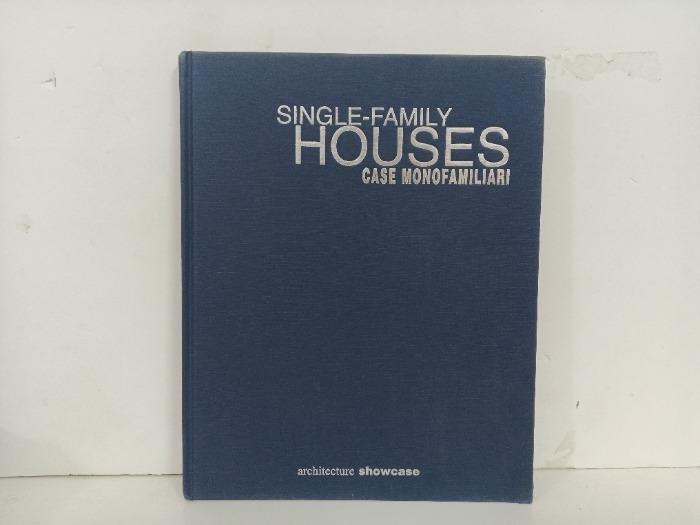 SINGLE-FAMILY
HOUSES
CASE MONOFAMILIARI
architecture showcase